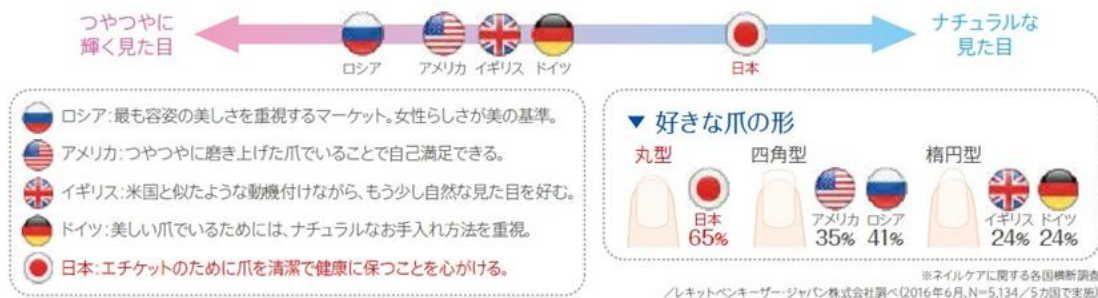 つやつやに
輝く見た目
ナチュラルな
見た目
ロシア
アメリカ
イギリス
ドイツ
日本
ロシア:最も容姿の美しさを重視するマーケット。女性らしさが美の基準。
アメリカ:つやつやに磨き上げた爪でいることで自己満足できる。
イギリス:米国と似たような動機付けながら、もう少し自然な見た目を好む。
ドイツ:美しい爪でいるためには、ナチュラルなお手入れ方法を重視。
日本:エチケットのために爪を清潔で健康に保つことを心がける。
▼ 好きな爪の形
丸型
日本
65%
四角型
アメリカ ロシア
35% 41%
楕円型
イギリス ドイツ
24% 24%
※ネイルケアに関する各国横断調査
/レキットベンキーザー・ジャパン株式会社調べ(2016年6月、N=5,134/5カ国で実施)